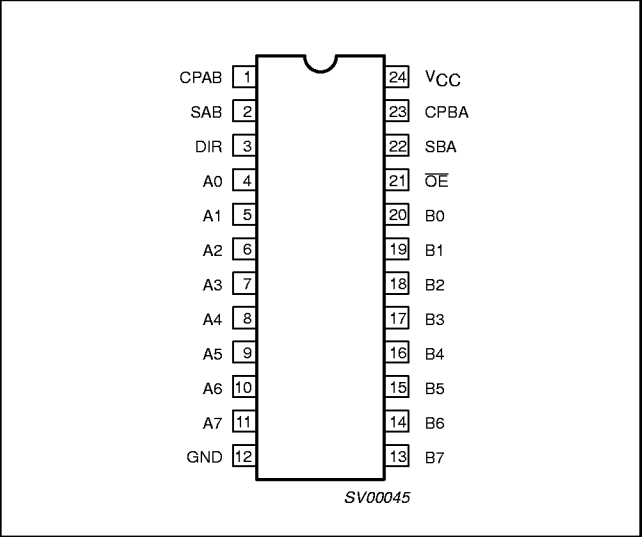 CPAB 1 24 VCC
SAB 2 23 CPBA
DIR 3 22 SBA
A0 4 21 O̅E̅
A1 5 20 B0
A2 6 19 B1
A3 7 18 B2
A4 8 17 B3
A5 9 16 B4
A6 10 15 B5
A7 11 14 B6
GND 12 13 B7
SV00045